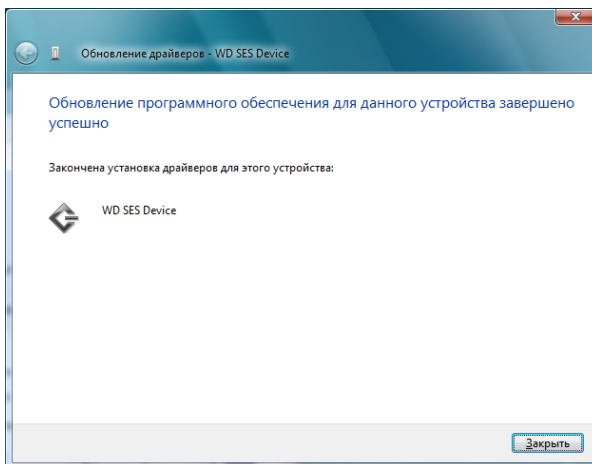 Обновление драйверов - WD SES Device
Обновление программного обеспечения для данного устройства завершено
успешно
Закончена установка драйверов для этого устройства:
WD SES Device
Закрыть